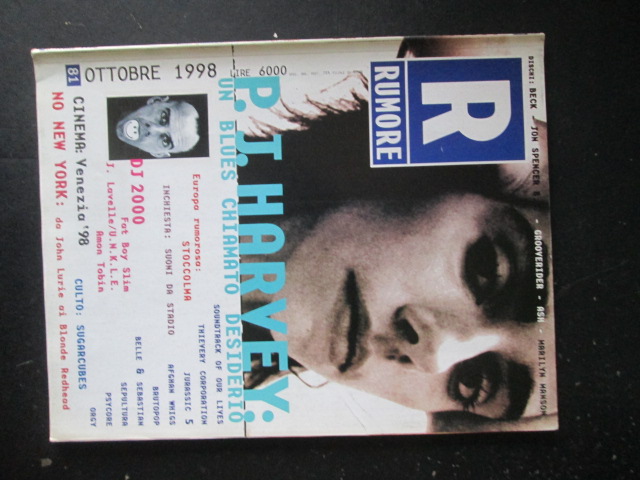 DISCHI: BECK - JON SPENCER
- GROOVERIDER - ASH - MARILYN MANSON
R
RUMORE
P.J.HARVEY:
UN BLUES CHIAMATO DESIDERIO
SOUNDTRACK OF OUR LIVES
THIEVERY CORPORATION
JURASSIC 5
AFGHAN WHIGS
BRUTOPOP
BELLE & SEBASTIAN
SEPULTURA
PSYCORE
ORGY
Europa rumorosa:
STOCCOLMA
INCHIESTA: SUONI DA STADIO
DJ 2000
Fat Boy Slim
J. Lavelle/U.N.K.L.E.
Amon Tobin
CULTO: SUGARCUBES
CINEMA: Venezia '98
NO NEW YORK: da John Lurie ai Blonde Redhead
81 OTTOBRE 1998 LIRE 6000